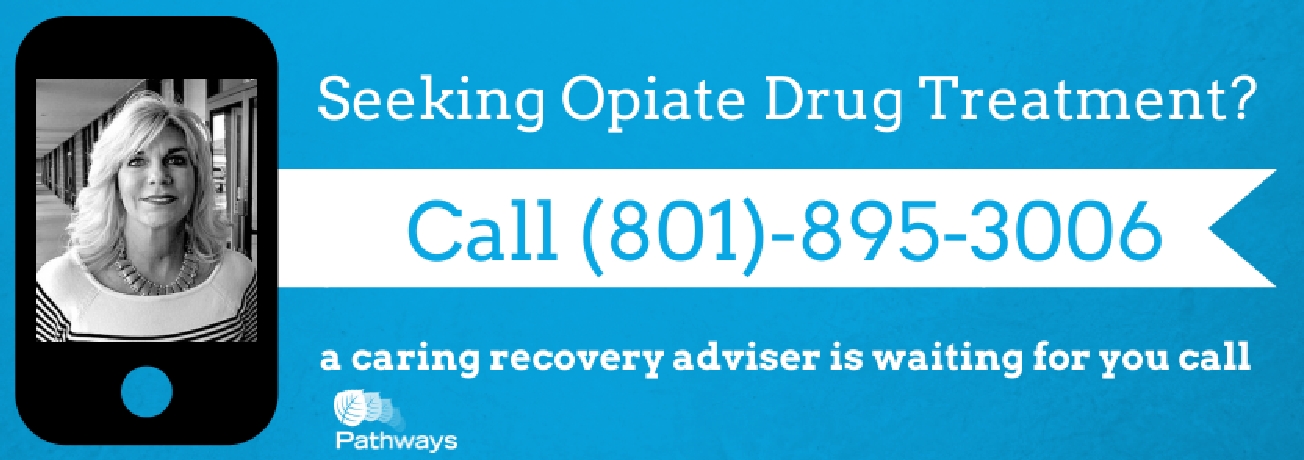 Seeking Opiate Drug Treatment?
Call (801)-895-3006
a caring recovery adviser is waiting for you call
Pathways